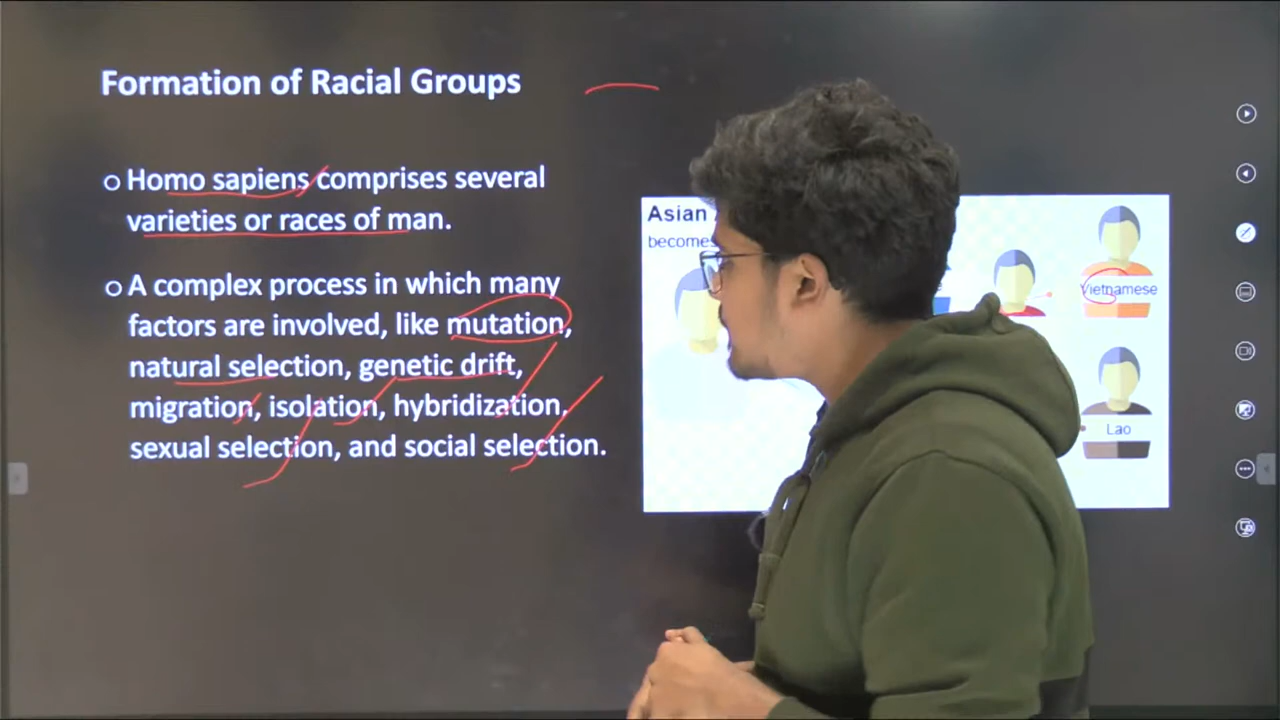 Formation of Racial Groups
Homo sapiens comprises several
varieties or races of man.
A complex process in which many
factors are involved, like mutation,
natural selection, genetic drift,
migration, isolation, hybridization,
sexual selection, and social selection.
Asian
becomes
Vietnamese
Lao